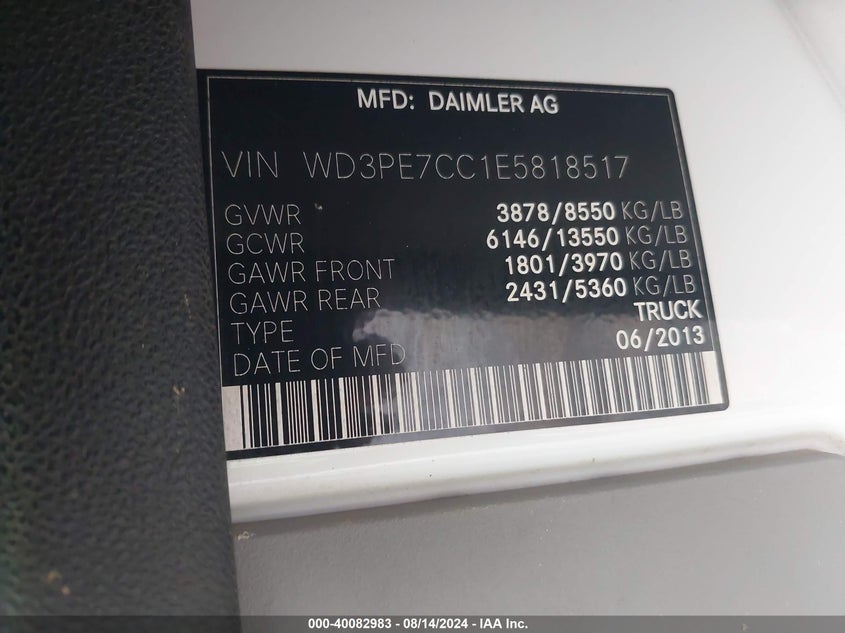 MFD: DAIMLER AG
VIN WD3PE7CC1E5818517
GVWR 3878/8550 KG/LB
GCWR 6146/13550 KG/LB
GAWR FRONT 1801/3970 KG/LB
GAWR REAR 2431/5360 KG/LB
TYPE TRUCK
DATE OF MFD 06/2013
000-40082983 - 08/14/2024 - IAA Inc.